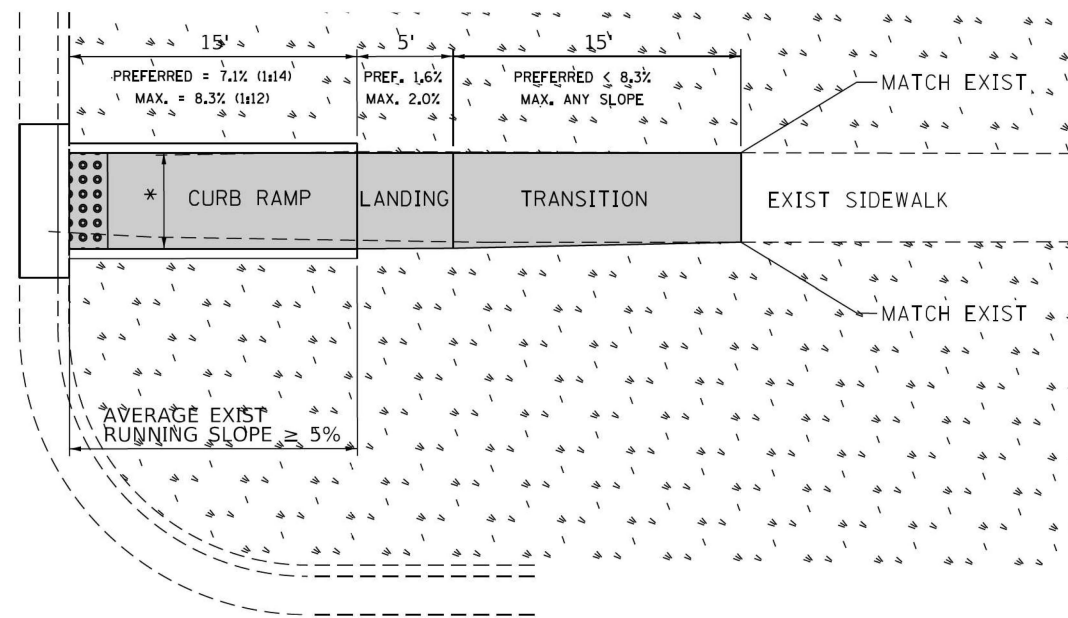 15'
5'
15'
PREFERRED = 7.1% (1:14)
MAX. = 8.3% (1:12)
PREF. 1.6%
MAX. 2.0%
PREFERRED < 8.3%
MAX. ANY SLOPE
MATCH EXIST
*
CURB RAMP
LANDING
TRANSITION
EXIST SIDEWALK
MATCH EXIST
AVERAGE EXIST
RUNNING SLOPE ≥ 5%